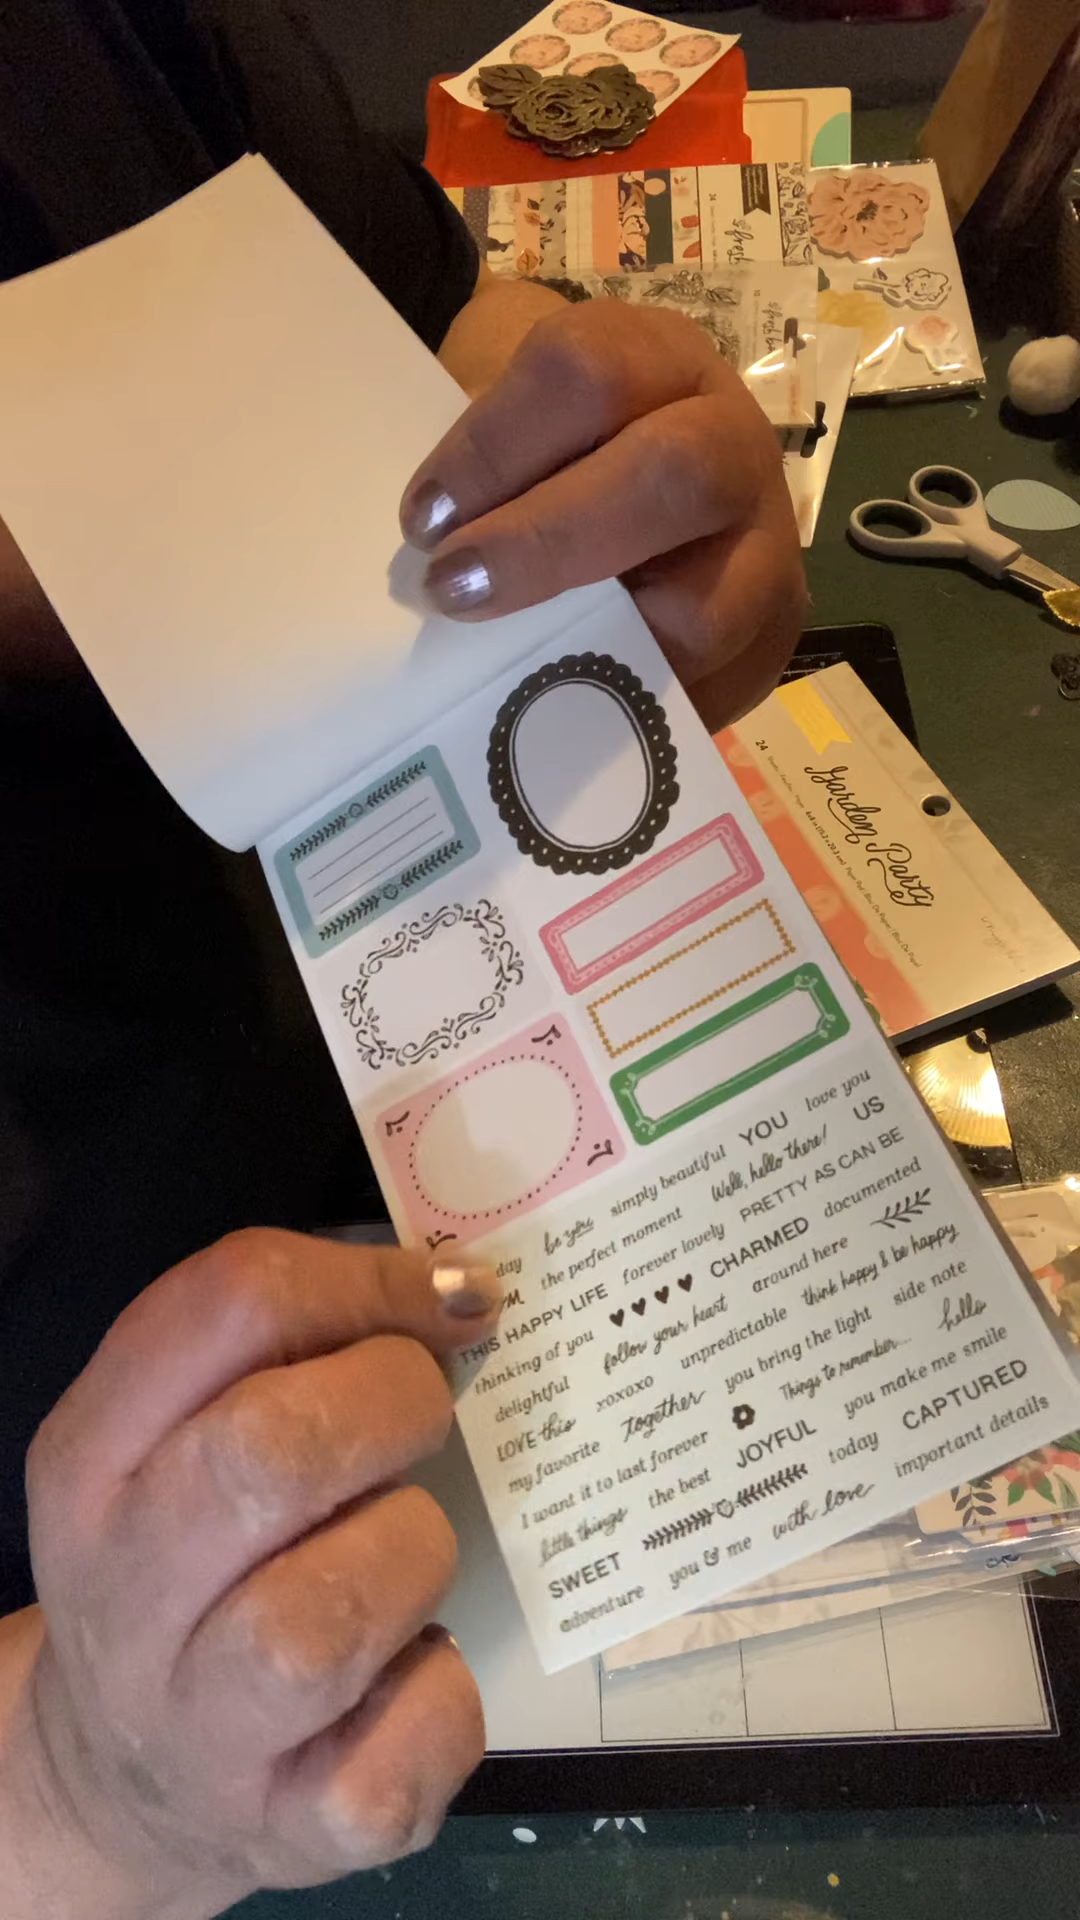 fresh
24
Garden Party
love you
simply beautiful YOU
be you Well, hello there! US
day the perfect moment PRETTY AS CAN BE
forever lovely documented
THIS HAPPY LIFE CHARMED
thinking of you ♥♥♥♥ around here
delightful follow your heart think happy & be happy
LOVE this xoxoxo unpredictable side note
my favorite together you bring the light hello
I want it to last forever Things to remember...
little things the best JOYFUL you make me smile
SWEET today CAPTURED
adventure you & me with love important details